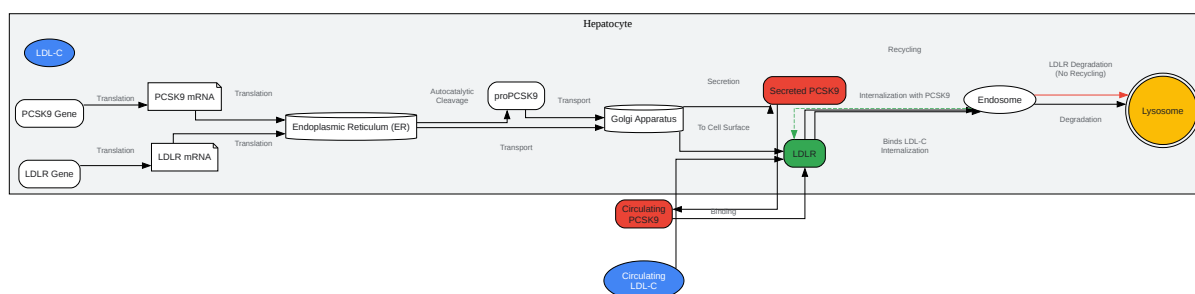 Hepatocyte
LDL-C
Recycling
LDLR Degradation
(No Recycling)
Autocatalytic
Cleavage
Secretion
Translation
PCSK9 mRNA
Translation
proPCSK9
Transport
Secreted PCSK9
Internalization with PCSK9
Endosome
PCSK9 Gene
Endoplasmic Reticulum (ER)
Golgi Apparatus
Lysosome
To Cell Surface
Degradation
Translation
LDLR mRNA
Translation
Transport
LDLR
Binds LDL-C
Internalization
LDLR Gene
Circulating
PCSK9
Binding
Circulating
LDL-C